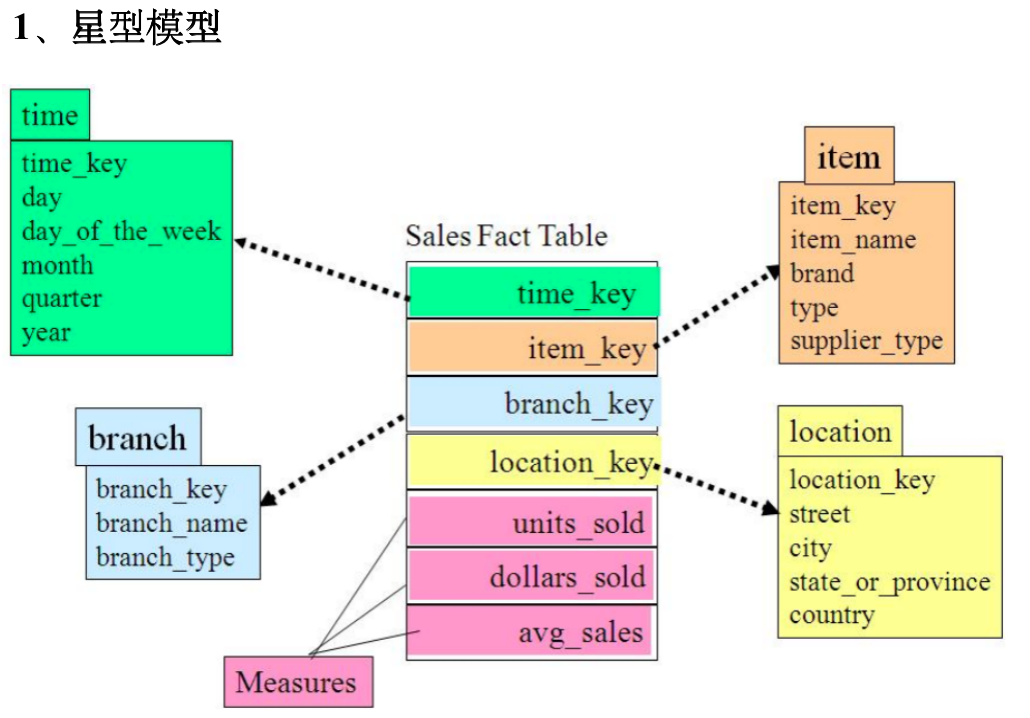 1、星型模型
time
time_key
day
day_of_the_week
month
quarter
year
branch
branch_key
branch_name
branch_type
Sales Fact Table
time_key
item_key
branch_key
location_key
units_sold
dollars_sold
avg_sales
Measures
item
item_key
item_name
brand
type
supplier_type
location
location_key
street
city
state_or_province
country